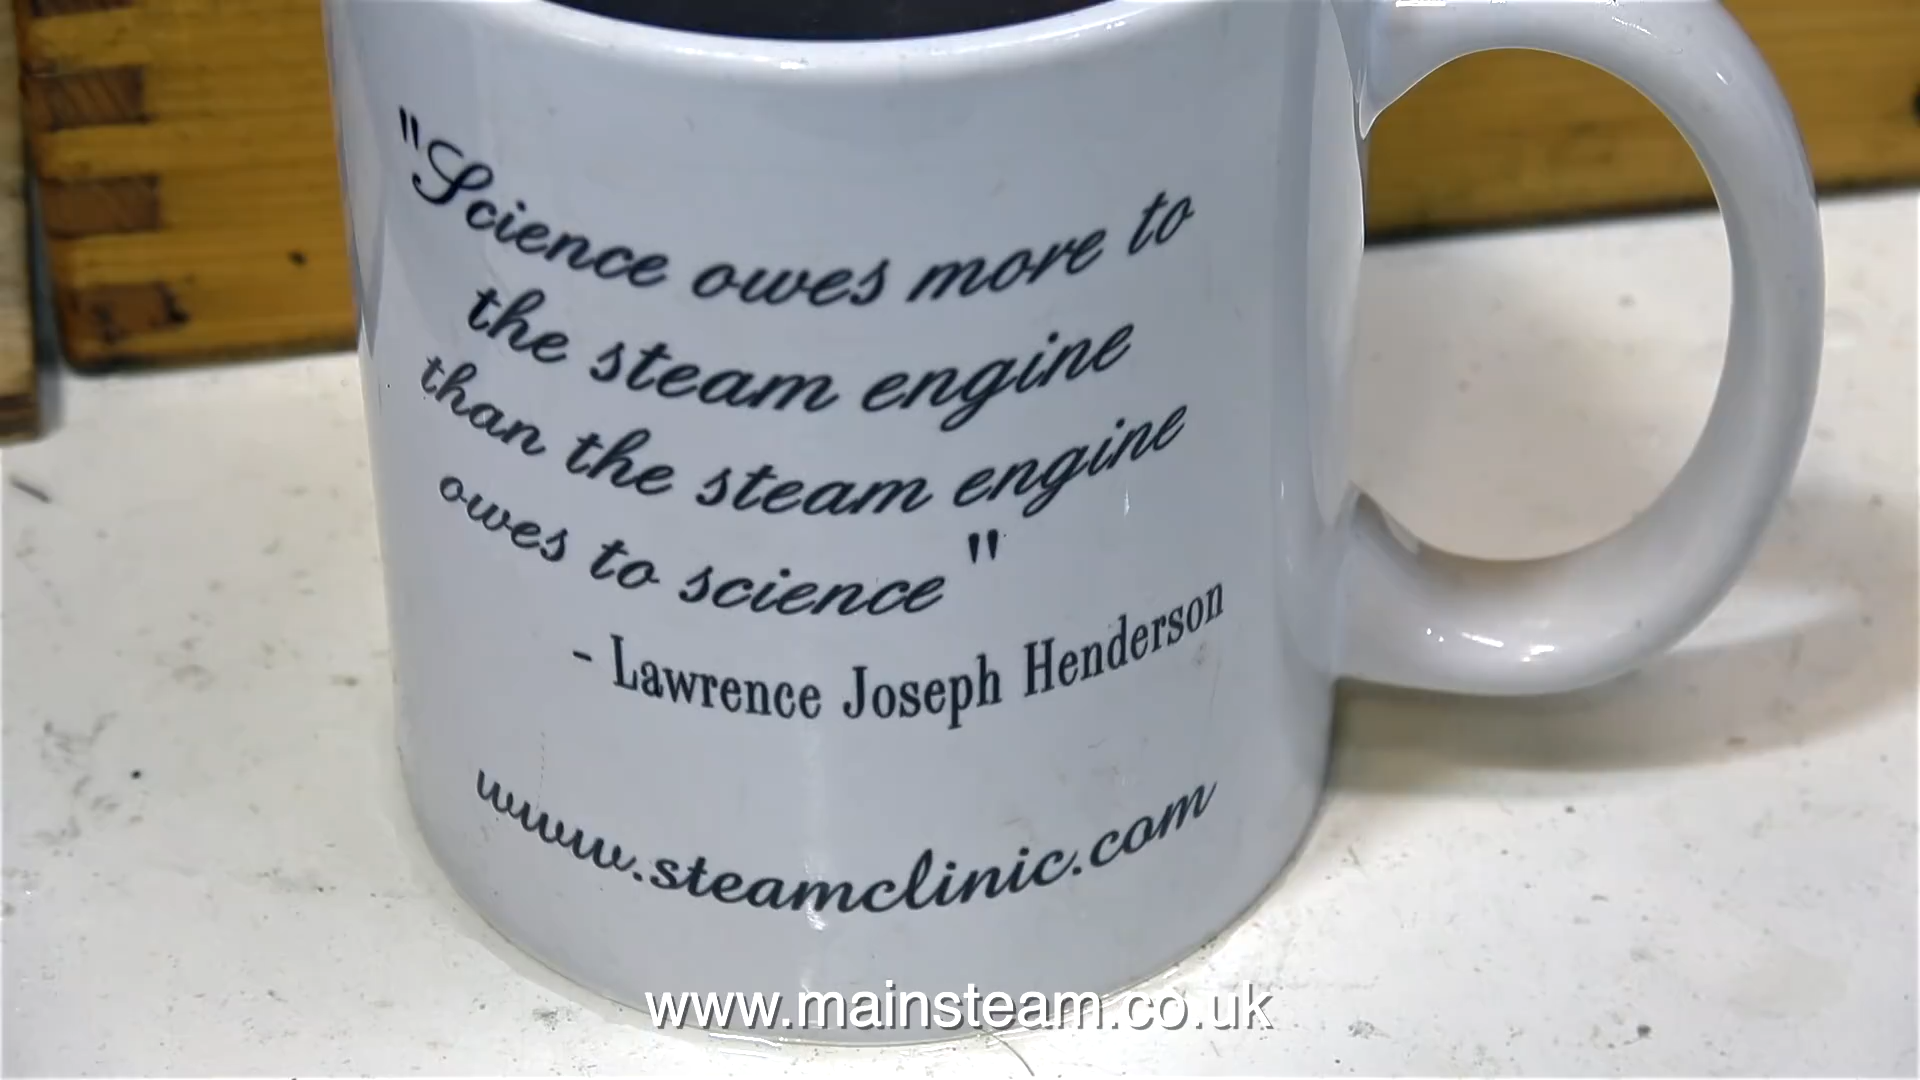 "Science owes more to
the steam engine
than the steam engine
owes to science"
- Lawrence Joseph Henderson
www.steamclinic.com
www.mainsteam.co.uk